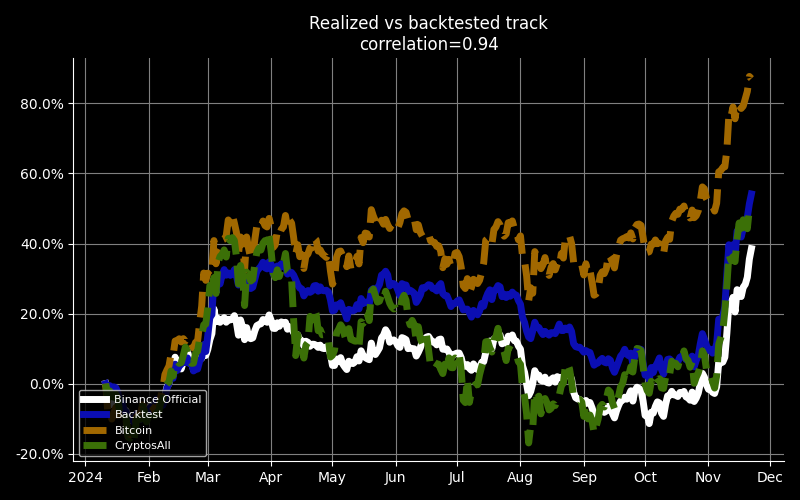 Realized vs backtested track
correlation=0.94
80.0%
60.0%
40.0%
20.0%
0.0%
-20.0%
Binance Official
Backtest
Bitcoin
CryptosAll
2024 Feb Mar Apr May Jun Jul Aug Sep Oct Nov Dec